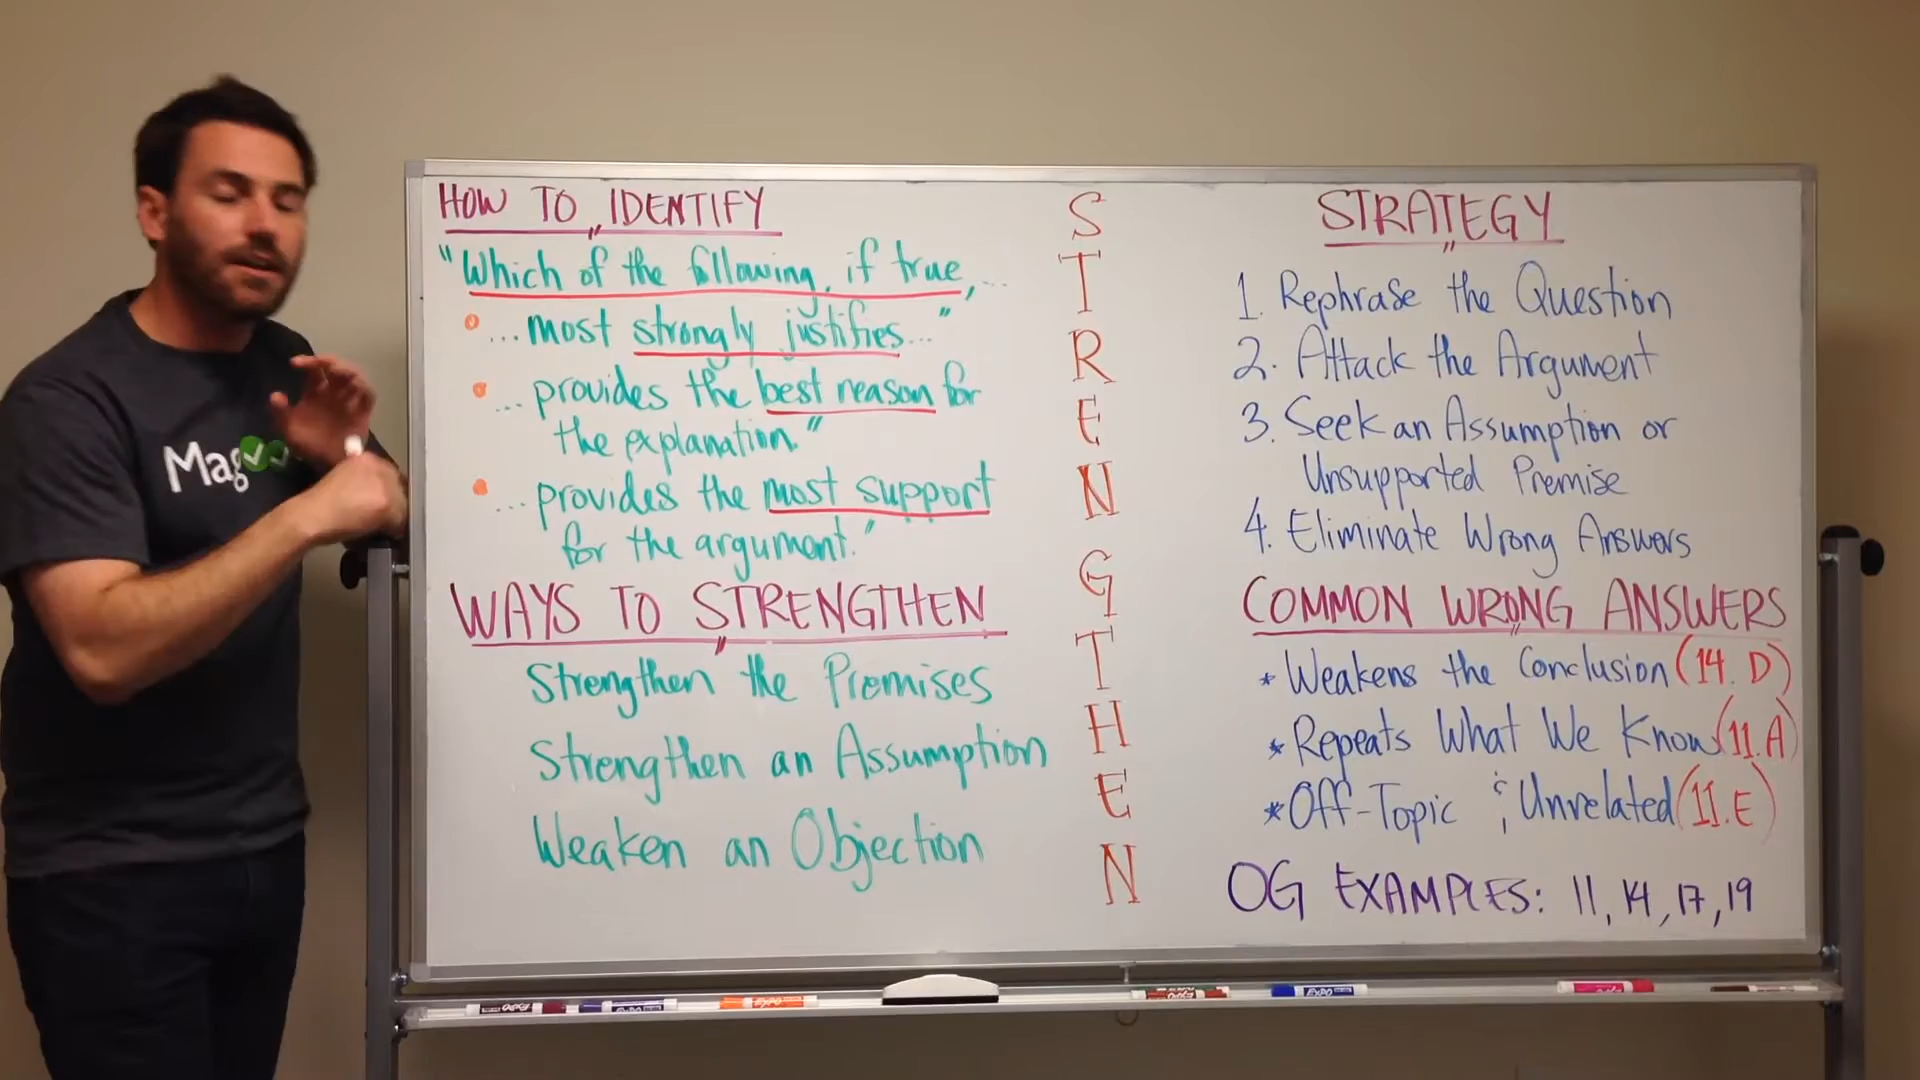 HOW TO IDENTIFY
"Which of the following, if true, ...
... most strongly justifies..."
... provides the best reason for
the explanation."
... provides the most support
for the argument."
WAYS TO STRENGTHEN
Strengthen the Premises
Strengthen an Assumption
Weaken an Objection
S
T
R
E
N
G
T
H
E
N
STRATEGY
1. Rephrase the Question
2. Attack the Argument
3. Seek an Assumption or
Unsupported Premise
4. Eliminate Wrong Answers
COMMON WRONG ANSWERS
* Weakens the Conclusion (14. D)
* Repeats What We Know (11. A)
* Off-Topic & Unrelated (11. E)
OG EXAMPLES: 11, 14, 17, 19
Mag
EXPO
EXPO